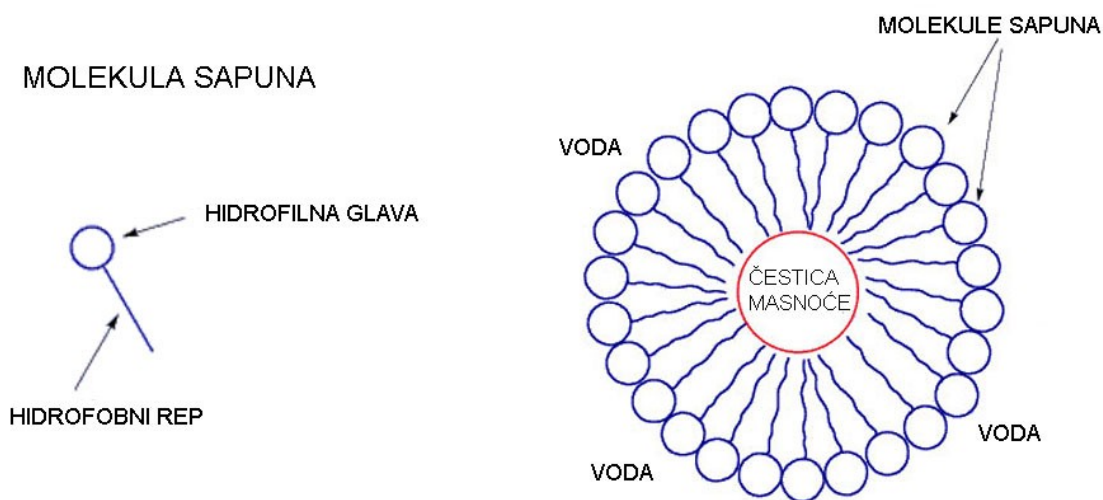 MOLEKULA SAPUNA
HIDROFILNA GLAVA
HIDROFOBNI REP
MOLEKULE SAPUNA
VODA
ČESTICA
MASNOĆE
VODA
VODA